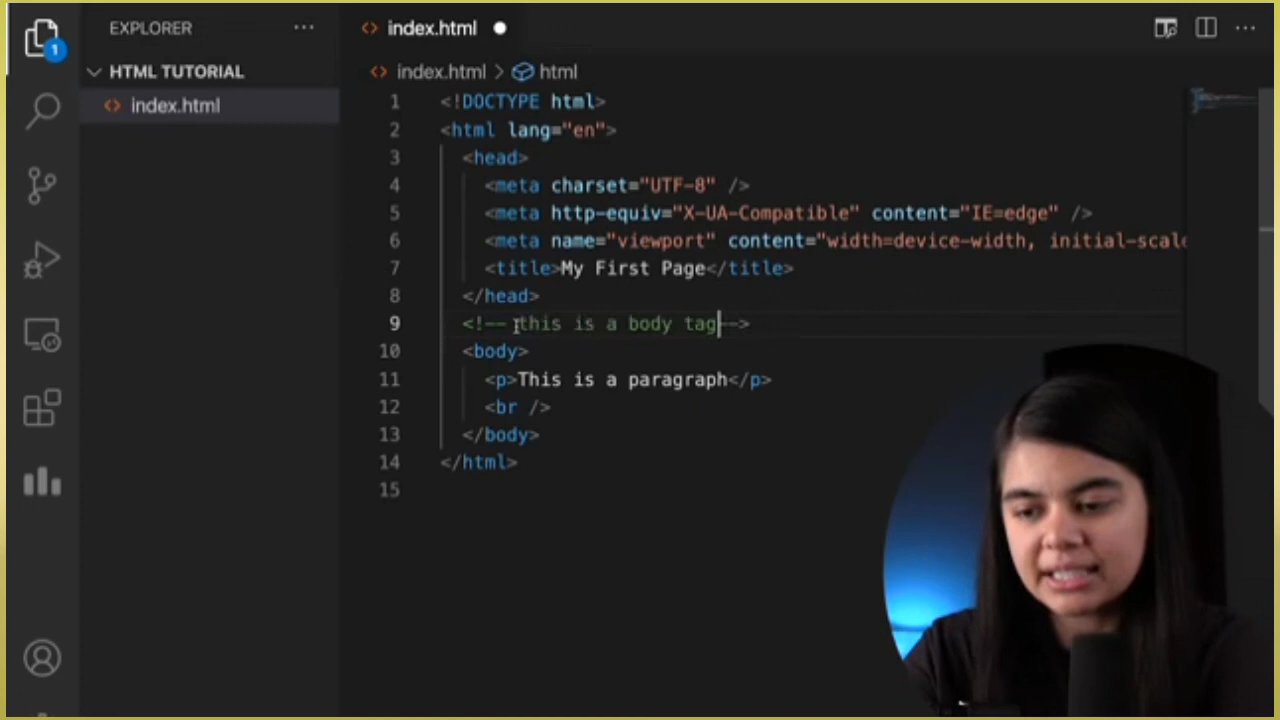 EXPLORER
1
HTML TUTORIAL
index.html
index.html
index.html > html
1 <!DOCTYPE html>
2 <html lang="en">
3 <head>
4 <meta charset="UTF-8" />
5 <meta http-equiv="X-UA-Compatible" content="IE=edge" />
6 <meta name="viewport" content="width=device-width, initial-scale
7 <title>My First Page</title>
8 </head>
9 <!-- this is a body tag-->
10 <body>
11 <p>This is a paragraph</p>
12 <br />
13 </body>
14 </html>
15